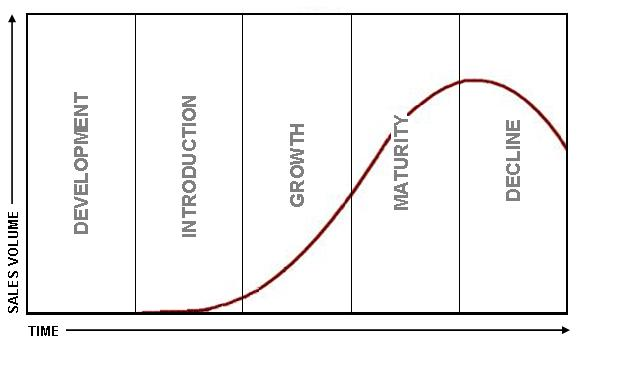 DEVELOPMENT
INTRODUCTION
GROWTH
MATURITY
DECLINE
SALES VOLUME
TIME